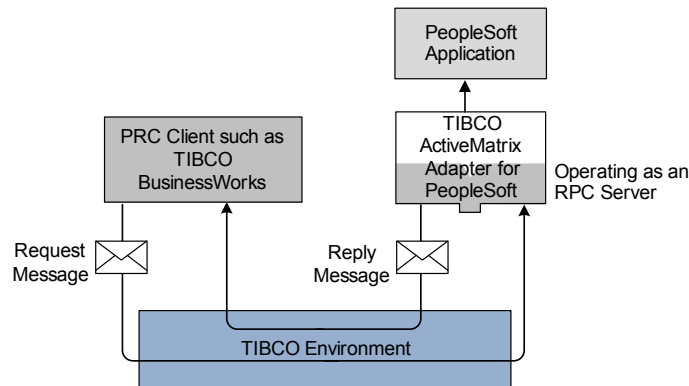 PeopleSoft
Application
PRC Client such as
TIBCO
BusinessWorks
TIBCO
ActiveMatrix
Adapter for
PeopleSoft
Operating as an
RPC Server
Request
Message
Reply
Message
TIBCO Environment